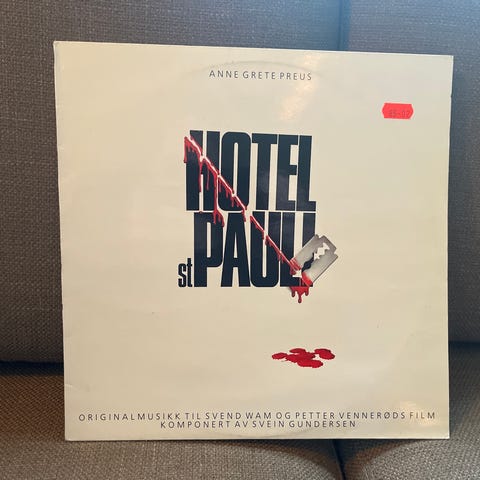 ANNE GRETE PREUS
HOTEL
st PAULI
ORIGINALMUSIKK TIL SVEND WAM OG PETTER VENNERØDS FILM
KOMPONERT AV SVEIN GUNDERSEN